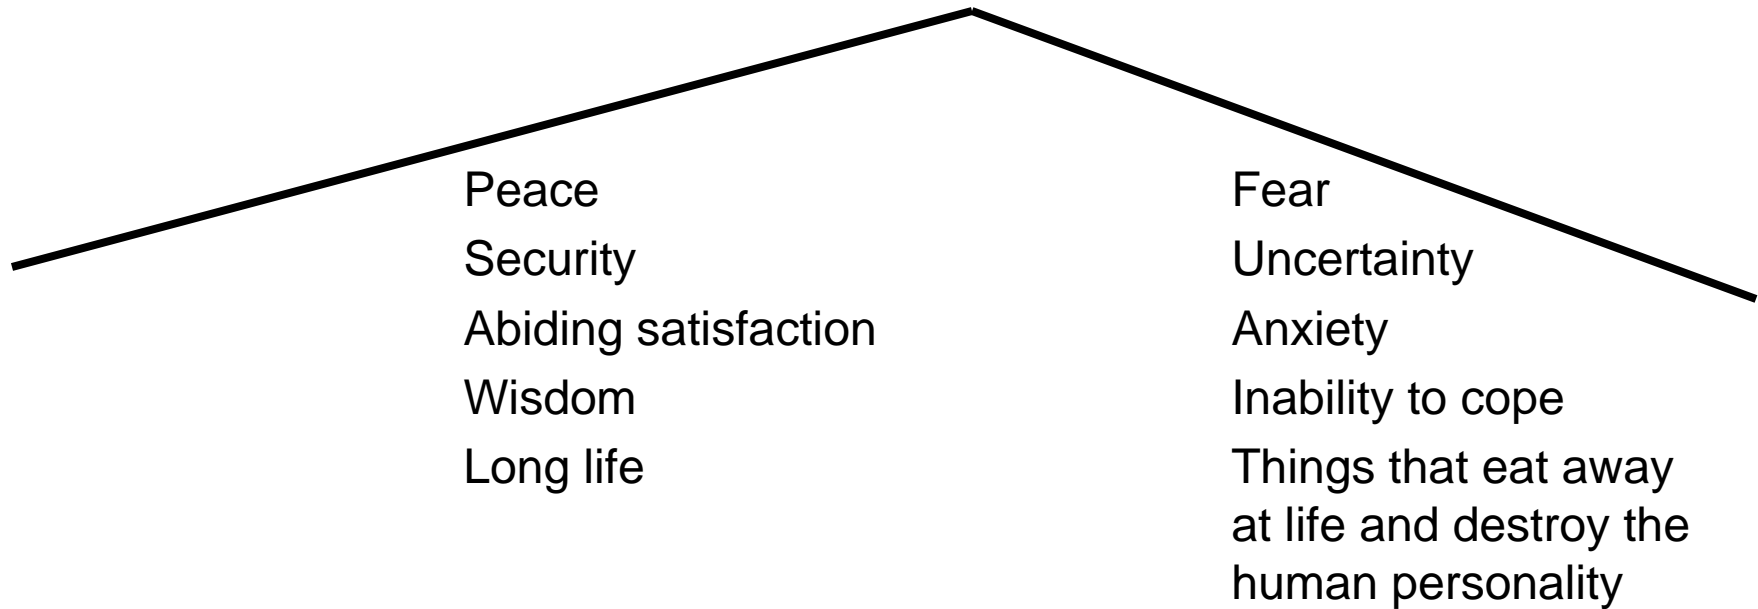 Peace
Security
Abiding satisfaction
Wisdom
Long life
Fear
Uncertainty
Anxiety
Inability to cope
Things that eat away
at life and destroy the
human personality